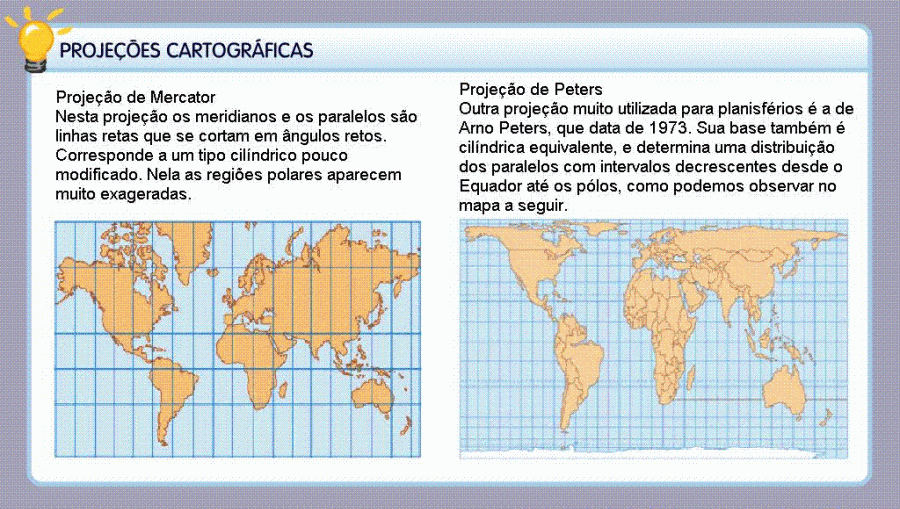 PROJEÇÕES CARTOGRÁFICAS
Projeção de Mercator
Nesta projeção os meridianos e os paralelos são
linhas retas que se cortam em ângulos retos.
Corresponde a um tipo cilíndrico pouco
modificado. Nela as regiões polares aparecem
muito exageradas.
Projeção de Peters
Outra projeção muito utilizada para planisférios é a de
Arno Peters, que data de 1973. Sua base também é
cilíndrica equivalente, e determina uma distribuição
dos paralelos com intervalos decrescentes desde o
Equador até os pólos, como podemos observar no
mapa a seguir.